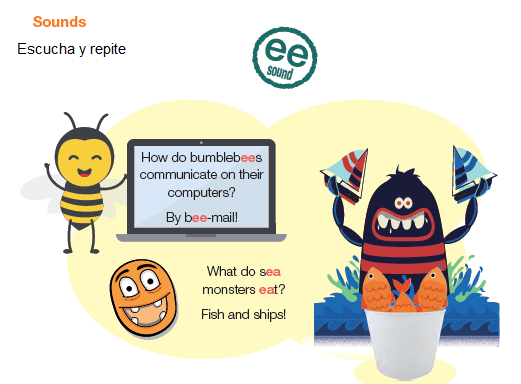 Sounds
Escucha y repite
ee
sound
How do bumblebees
communicate on their
computers?
By bee-mail!
What do sea
monsters eat?
Fish and ships!